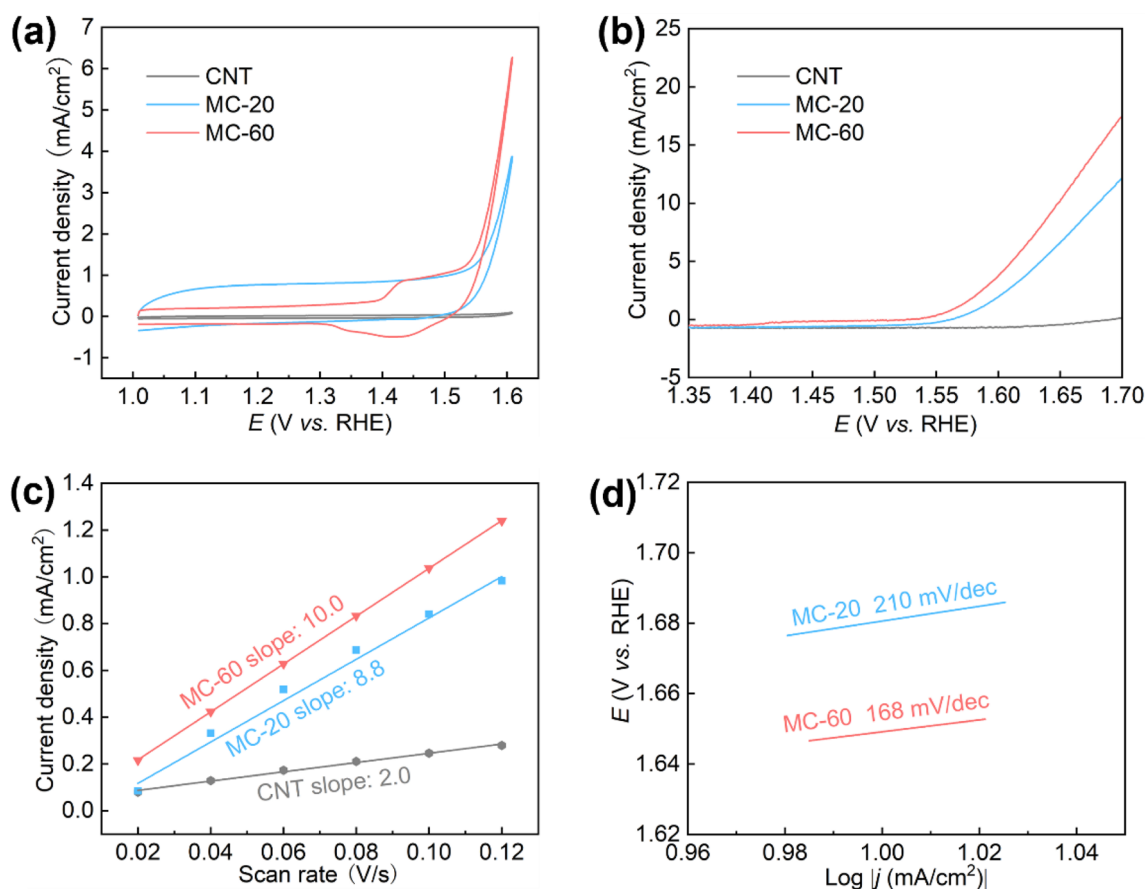 (a)
7
6
5
4
3
2
1
0
-1
Current density (mA/cm²)
CNT
MC-20
MC-60
1.0 1.1 1.2 1.3 1.4 1.5 1.6
E (V vs. RHE)
(b)
25
20
15
10
5
0
-5
Current density (mA/cm²)
CNT
MC-20
MC-60
1.35 1.40 1.45 1.50 1.55 1.60 1.65 1.70
E (V vs. RHE)
(c)
1.4
1.2
1.0
0.8
0.6
0.4
0.2
0.0
Current density (mA/cm²)
MC-60 slope: 10.0
MC-20 slope: 8.8
CNT slope: 2.0
0.02 0.04 0.06 0.08 0.10 0.12
Scan rate (V/s)
(d)
1.72
1.70
1.68
1.66
1.64
1.62
E (V vs. RHE)
MC-20 210 mV/dec
MC-60 168 mV/dec
0.96 0.98 1.00 1.02 1.04
Log |j (mA/cm²)|